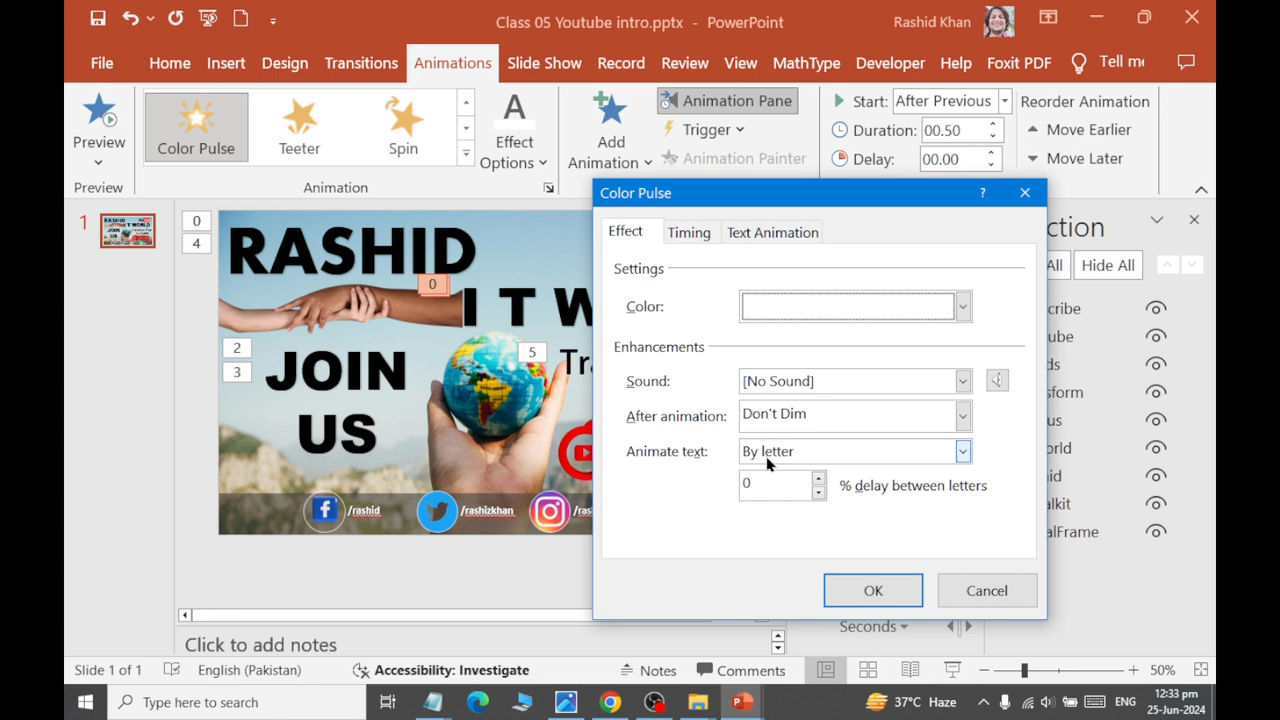 Class 05 Youtube intro.pptx - PowerPoint
Rashid Khan
File Home Insert Design Transitions Animations Slide Show Record Review View MathType Developer Help Foxit PDF Tell me
Preview
Preview
Color Pulse
Teeter
Spin
Animation
Effect
Options
Add
Animation
Animation Pane
Trigger
Animation Painter
Start: After Previous
Duration: 00.50
Delay: 00.00
Reorder Animation
Move Earlier
Move Later
1
0
4
2
3
0
5
RASHID
I T W
JOIN
US
Tr
/rashid
/rashizkhan
/ras
Color Pulse
?
Effect
Timing
Text Animation
Settings
Color:
Enhancements
Sound: [No Sound]
After animation: Don't Dim
Animate text: By letter
0 % delay between letters
OK
Cancel
ction
All
Hide All
cribe
ube
ds
sform
us
orld
hid
alkit
alFrame
Seconds
Click to add notes
Slide 1 of 1
English (Pakistan)
Accessibility: Investigate
Notes
Comments
50%
Type here to search
37°C Haze
ENG
12:33 pm
25-Jun-2024